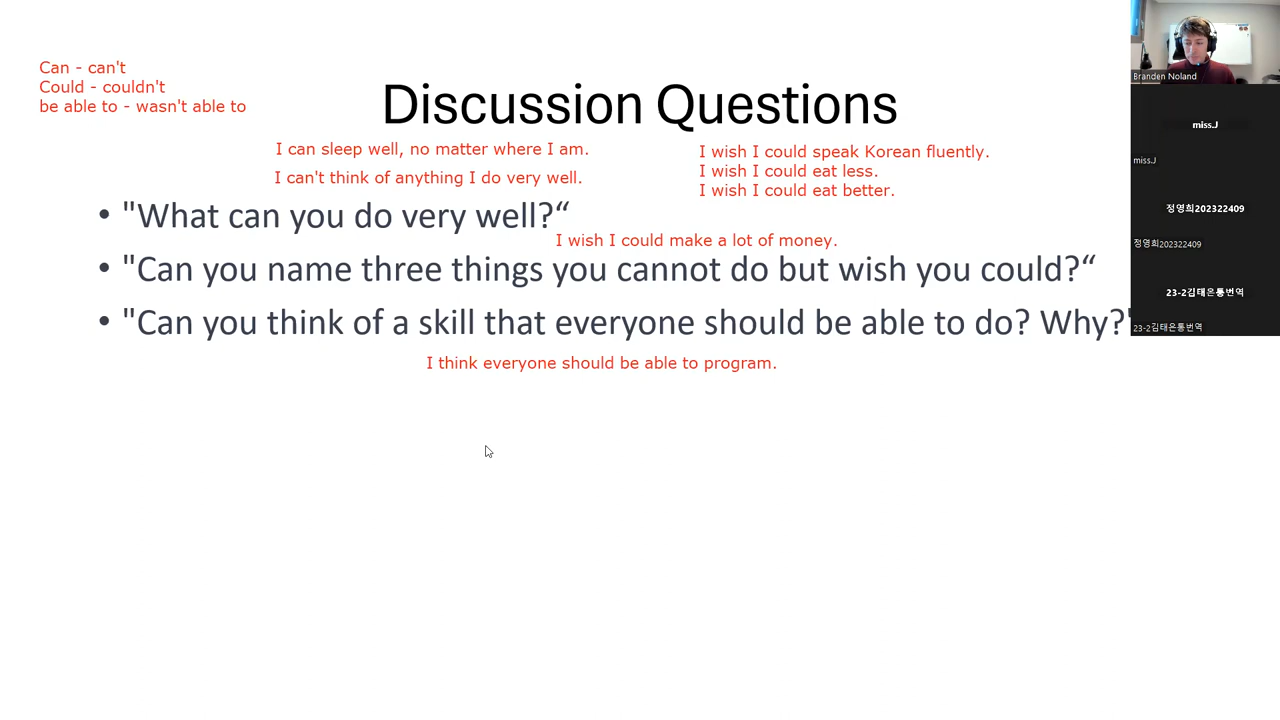 Can - can't
Could - couldn't
be able to - wasn't able to
Discussion Questions
I can sleep well, no matter where I am.
I can't think of anything I do very well.
I wish I could speak Korean fluently.
I wish I could eat less.
I wish I could eat better.
• "What can you do very well?“
I wish I could make a lot of money.
• "Can you name three things you cannot do but wish you could?“
• "Can you think of a skill that everyone should be able to do? Why?"
I think everyone should be able to program.
Branden Noland
miss.J
miss.J
정영희202322409
정영희202322409
23-2김태은통번역
23-2김태은통번역